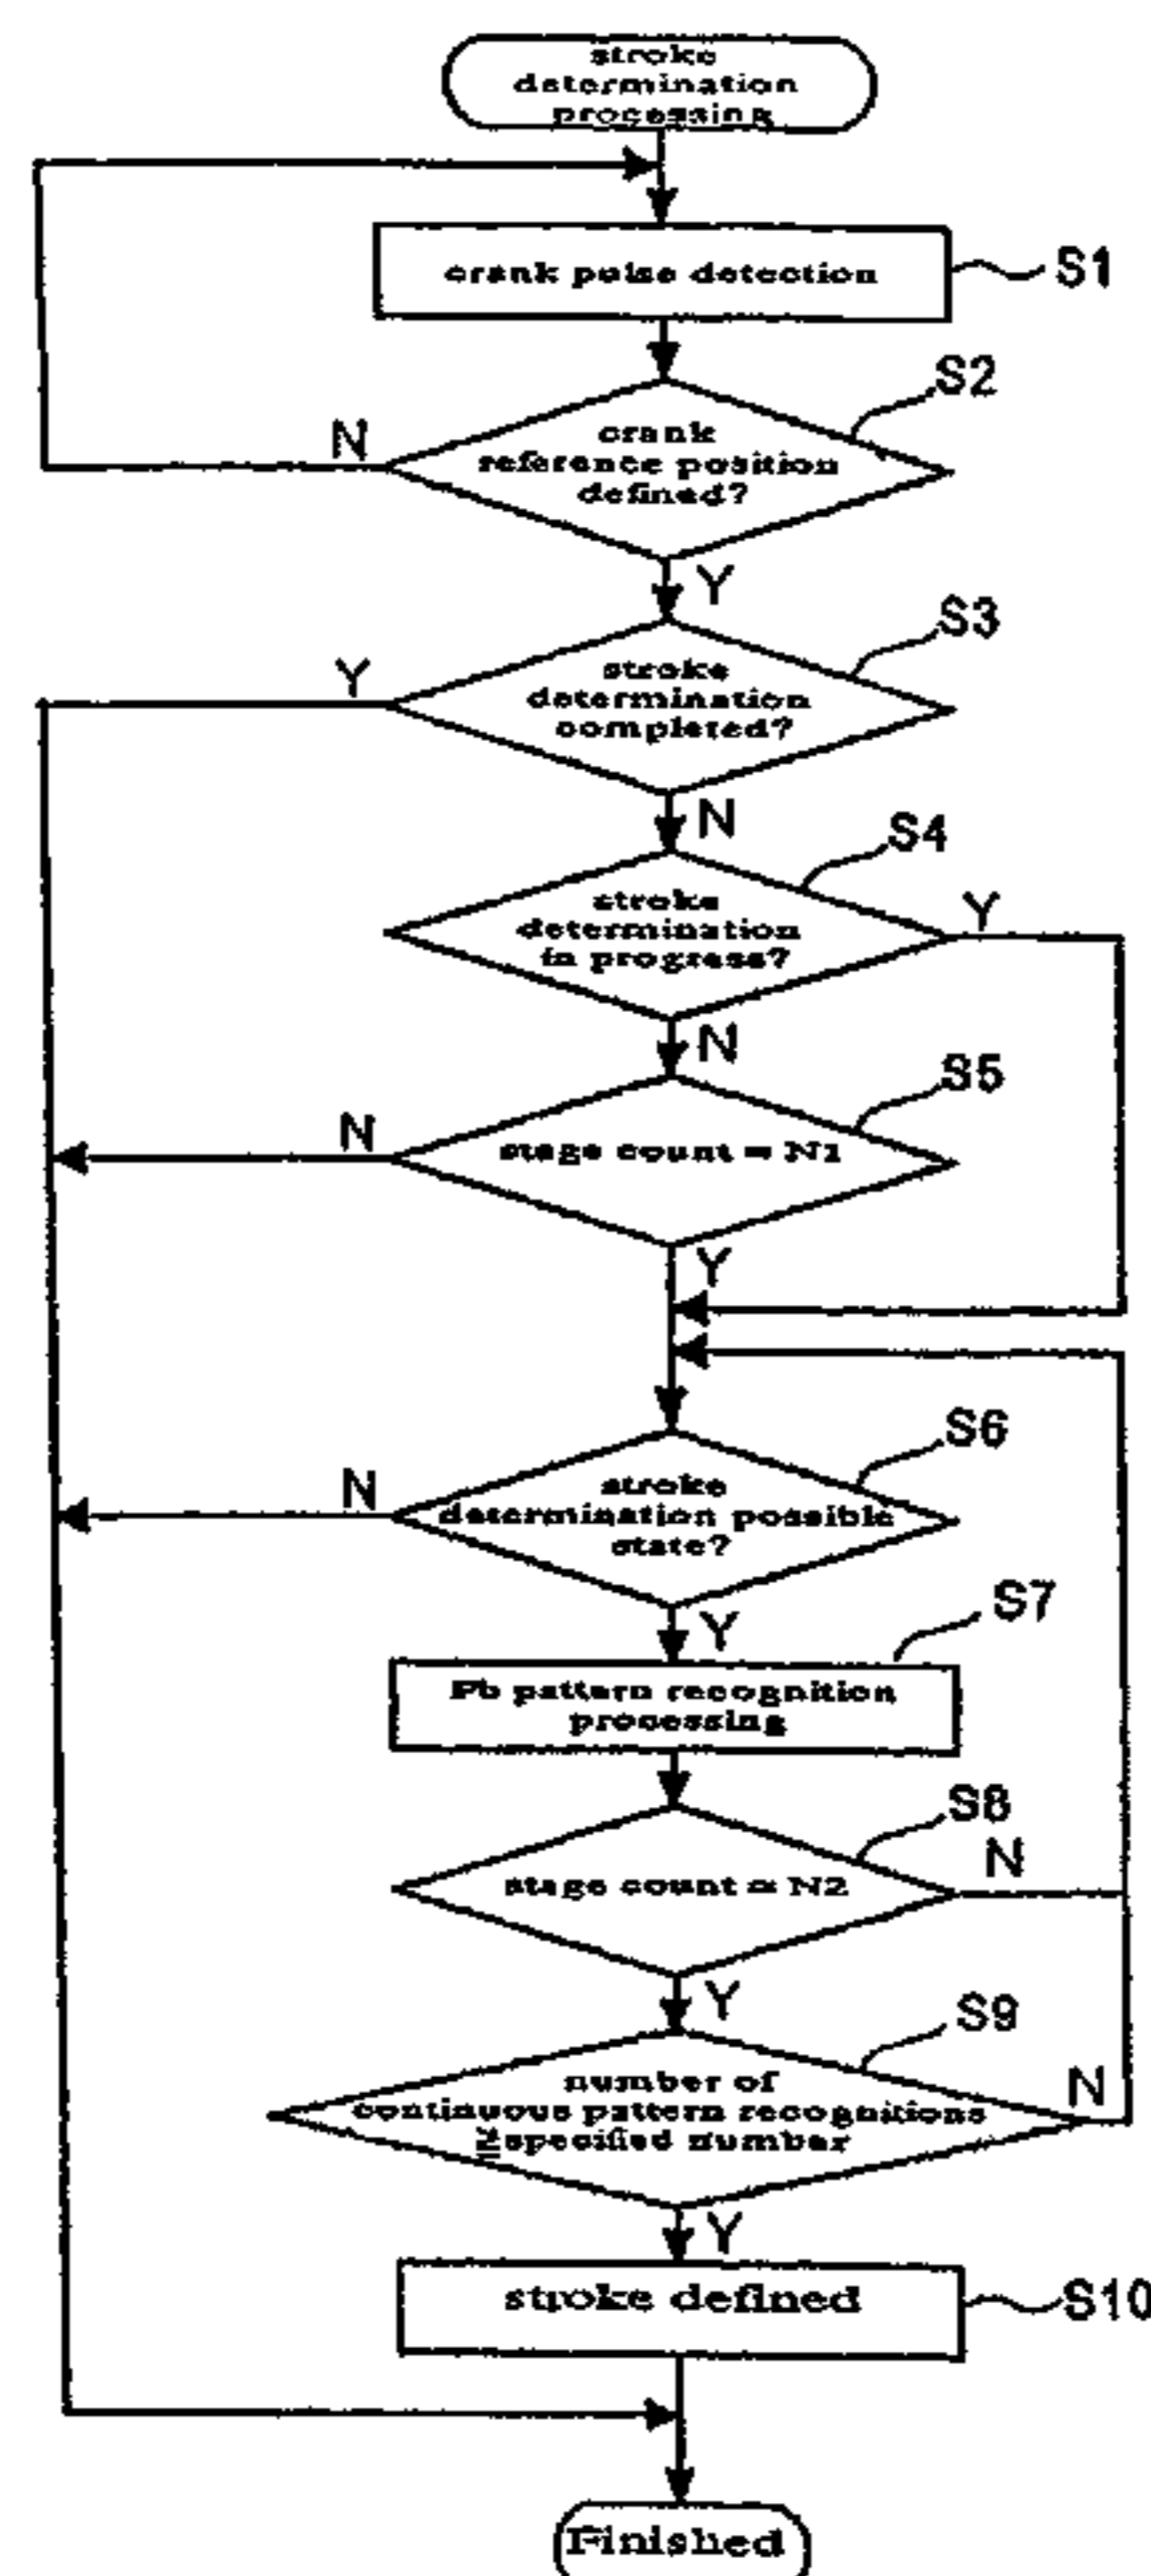 stroke
determination
processing
crank pulse detection
S1
S2
N
crank
reference position
defined?
Y
S3
Y
stroke
determination
completed?
N
S4
stroke
determination
in progress?
Y
N
S5
N
stage count = N1
Y
S6
N
stroke
determination possible
state?
S7
Y
Pb pattern recognition
processing
S8
stage count = N2
N
Y
S9
number of
continuous pattern recognitions
≧specified number
N
Y
stroke defined
S10
Finished